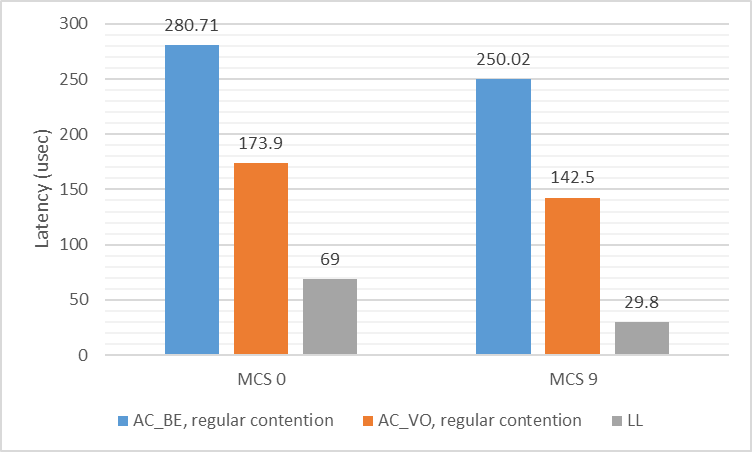 300
250
200
150
100
50
0
Latency (usec)
280.71
173.9
69
250.02
142.5
29.8
MCS 0
MCS 9
AC_BE, regular contention
AC_VO, regular contention
LL